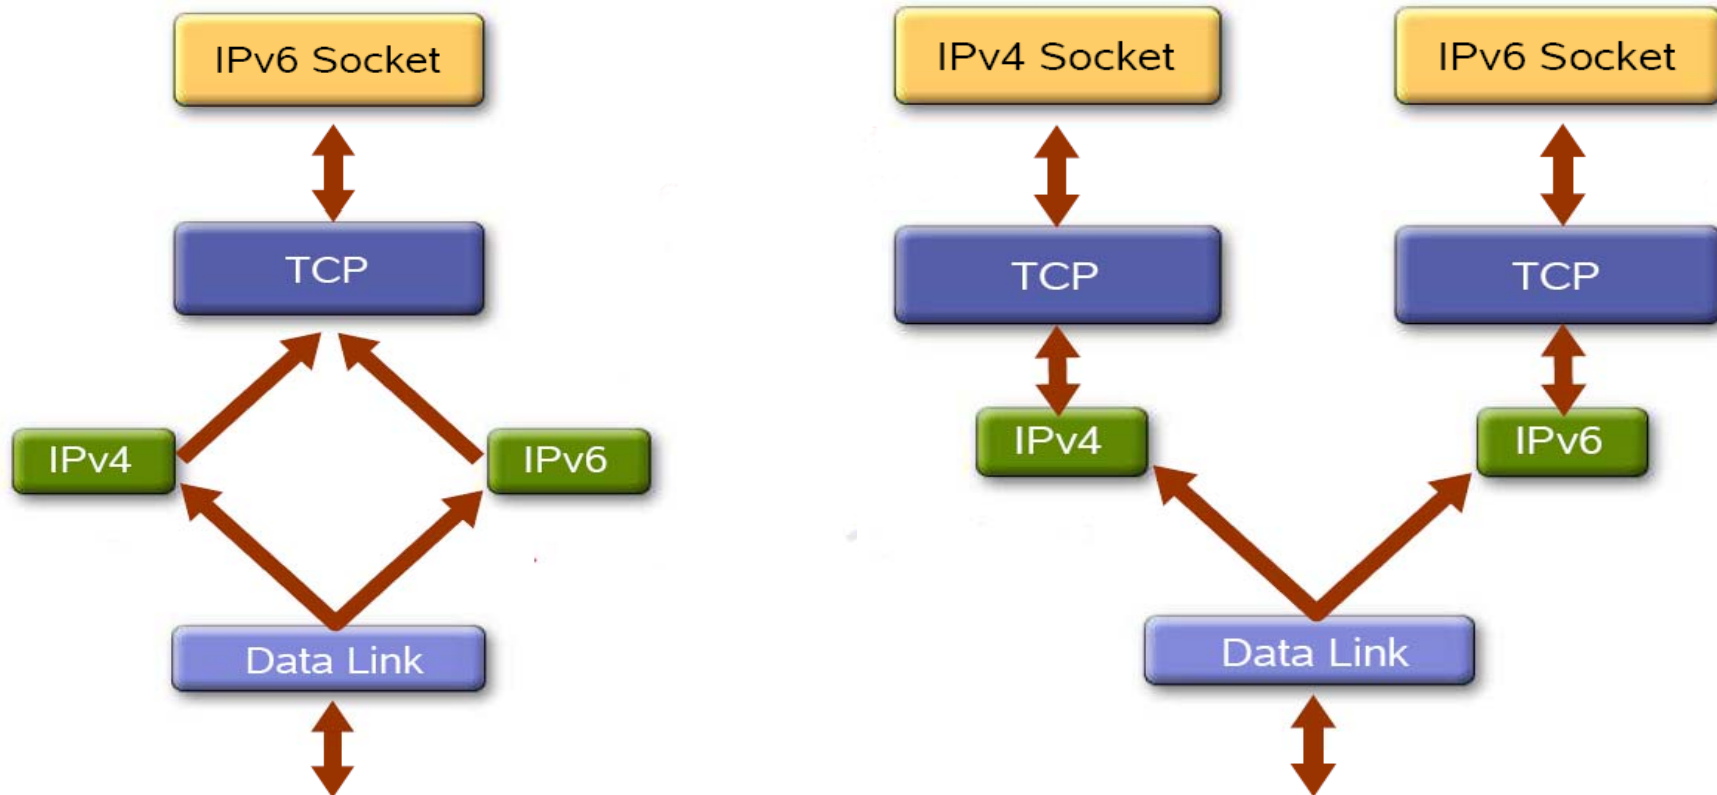 IPv6 Socket
TCP
IPv4
IPv6
Data Link
IPv4 Socket
IPv6 Socket
TCP
TCP
IPv4
IPv6
Data Link